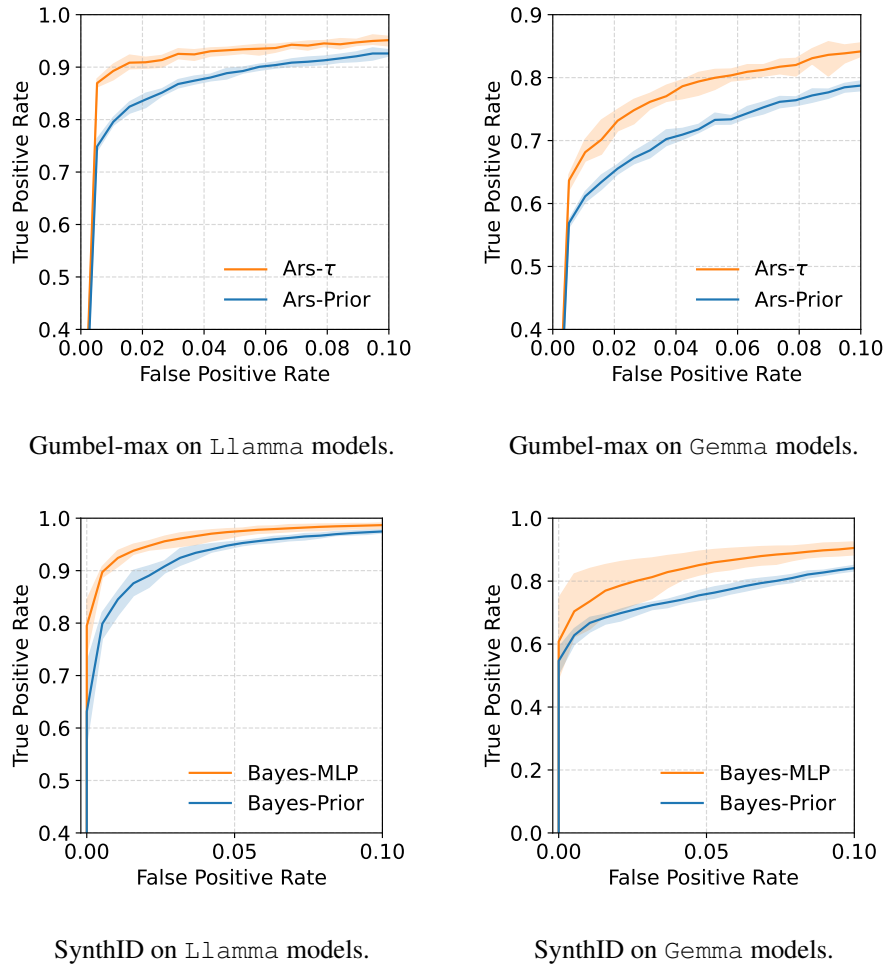 1.0
0.9
0.8
0.7
0.6
0.5
0.4
True Positive Rate
Ars-τ
Ars-Prior
0.00 0.02 0.04 0.06 0.08 0.10
False Positive Rate
Gumbel-max on Llamma models.
0.9
0.8
0.7
0.6
0.5
0.4
True Positive Rate
Ars-τ
Ars-Prior
0.00 0.02 0.04 0.06 0.08 0.10
False Positive Rate
Gumbel-max on Gemma models.
1.0
0.9
0.8
0.7
0.6
0.5
0.4
True Positive Rate
Bayes-MLP
Bayes-Prior
0.00 0.05 0.10
False Positive Rate
SynthID on Llamma models.
1.0
0.8
0.6
0.4
0.2
0.0
True Positive Rate
Bayes-MLP
Bayes-Prior
0.00 0.05 0.10
False Positive Rate
SynthID on Gemma models.